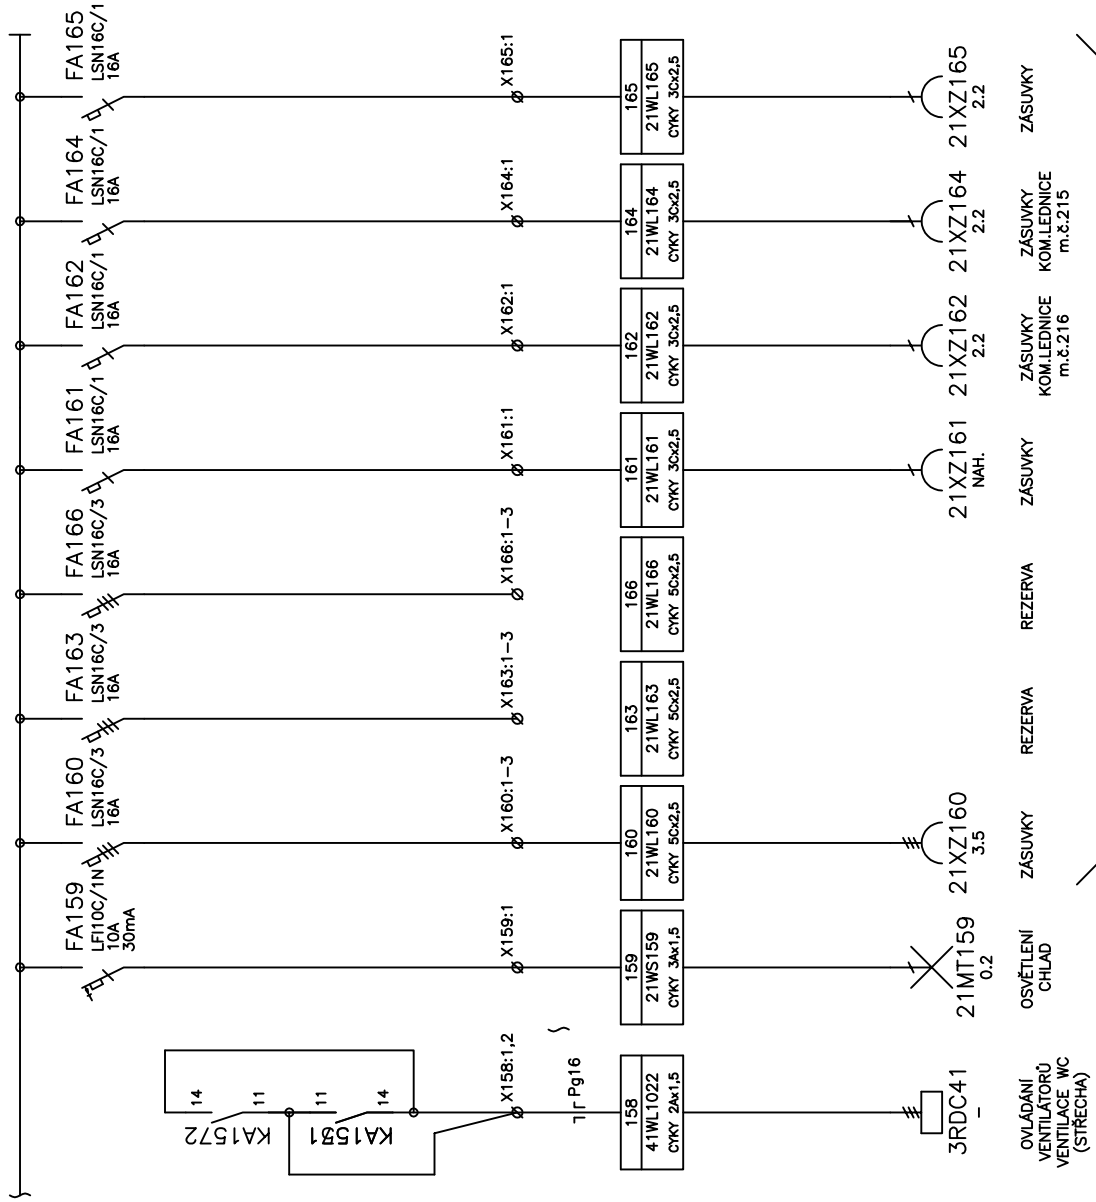 FA165
LSN16C/1
16A
X165:1
165
21WL165
CYKY 3Cx2,5
21XZ165
2.2
ZÁSUVKY
FA164
LSN16C/1
16A
X164:1
164
21WL164
CYKY 3Cx2,5
21XZ164
2.2
ZÁSUVKY
KOM.LEDNICE
m.č.215
FA162
LSN16C/1
16A
X162:1
162
21WL162
CYKY 3Cx2,5
21XZ162
2.2
ZÁSUVKY
KOM.LEDNICE
m.č.216
FA161
LSN16C/1
16A
X161:1
161
21WL161
CYKY 3Cx2,5
21XZ161
NAH.
ZÁSUVKY
FA166
LSN16C/3
16A
X166:1-3
166
21WL166
CYKY 5Cx2,5
REZERVA
FA163
LSN16C/3
16A
X163:1-3
163
21WL163
CYKY 5Cx2,5
REZERVA
FA160
LSN16C/3
16A
X160:1-3
160
21WL160
CYKY 5Cx2,5
21XZ160
3.5
ZÁSUVKY
FA159
LFI10C/1N
10A
30mA
X159:1
159
21WS159
CYKY 3Ax1,5
21MT159
0.2
OSVĚTLENÍ
CHLAD
14
11
KA1572
11
14
X158:1,2
Pg16
158
41WL1022
CYKY 2Ax1,5
3RDC41
-
OVLÁDÁNÍ
VENTILÁTORŮ
VENTILACE WC
(STŘECHA)